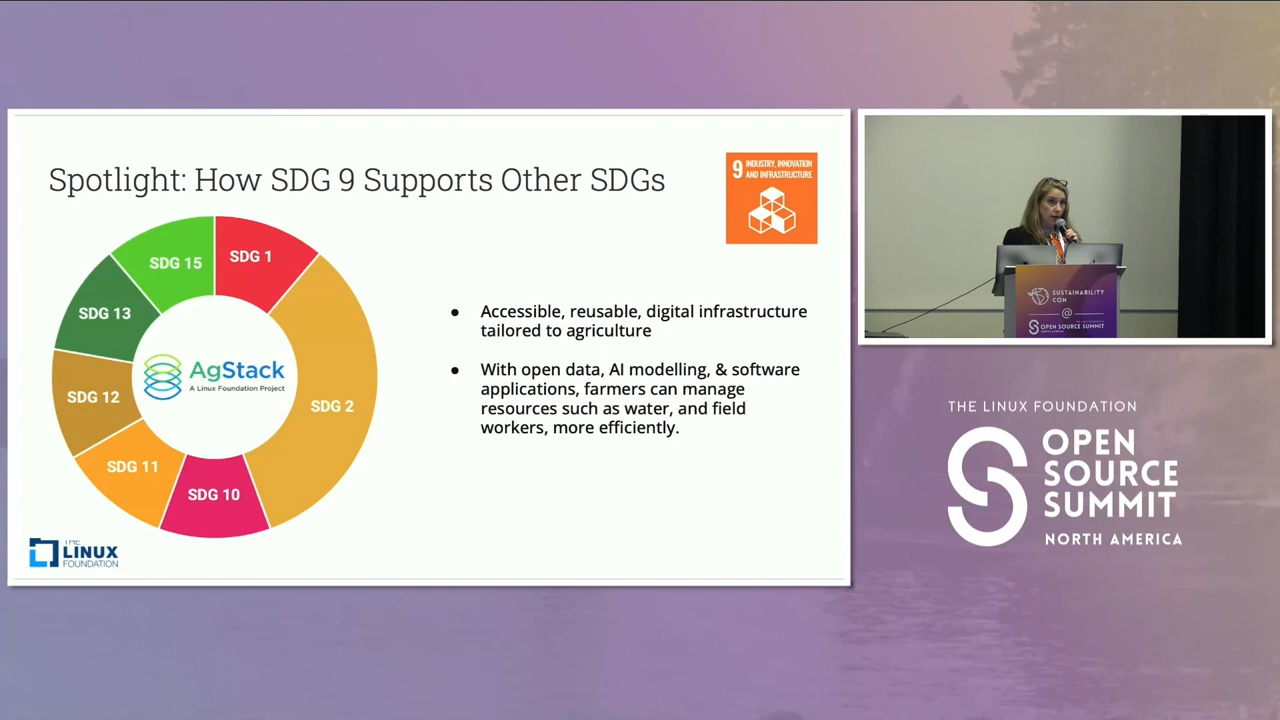 Spotlight: How SDG 9 Supports Other SDGs
9 INDUSTRY, INNOVATION
AND INFRASTRUCTURE
SDG 1
SDG 2
SDG 10
SDG 11
SDG 12
SDG 13
SDG 15
AgStack
A Linux Foundation Project
● Accessible, reusable, digital infrastructure
tailored to agriculture
● With open data, AI modelling, & software
applications, farmers can manage
resources such as water, and field
workers, more efficiently.
THE
LINUX
FOUNDATION
SUSTAINABILITY
CON
@
OPEN SOURCE SUMMIT
THE LINUX FOUNDATION
OPEN
SOURCE
SUMMIT
NORTH AMERICA